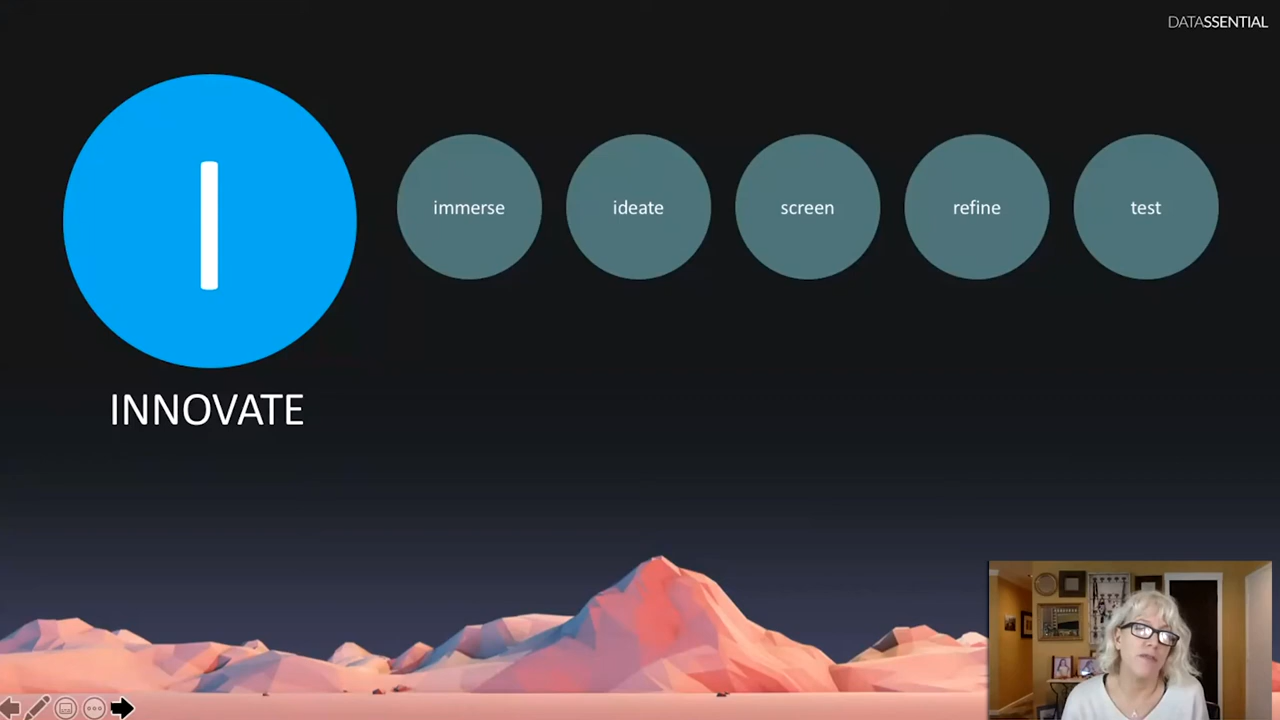 DATASSENTIAL
I
immerse
ideate
screen
refine
test
INNOVATE